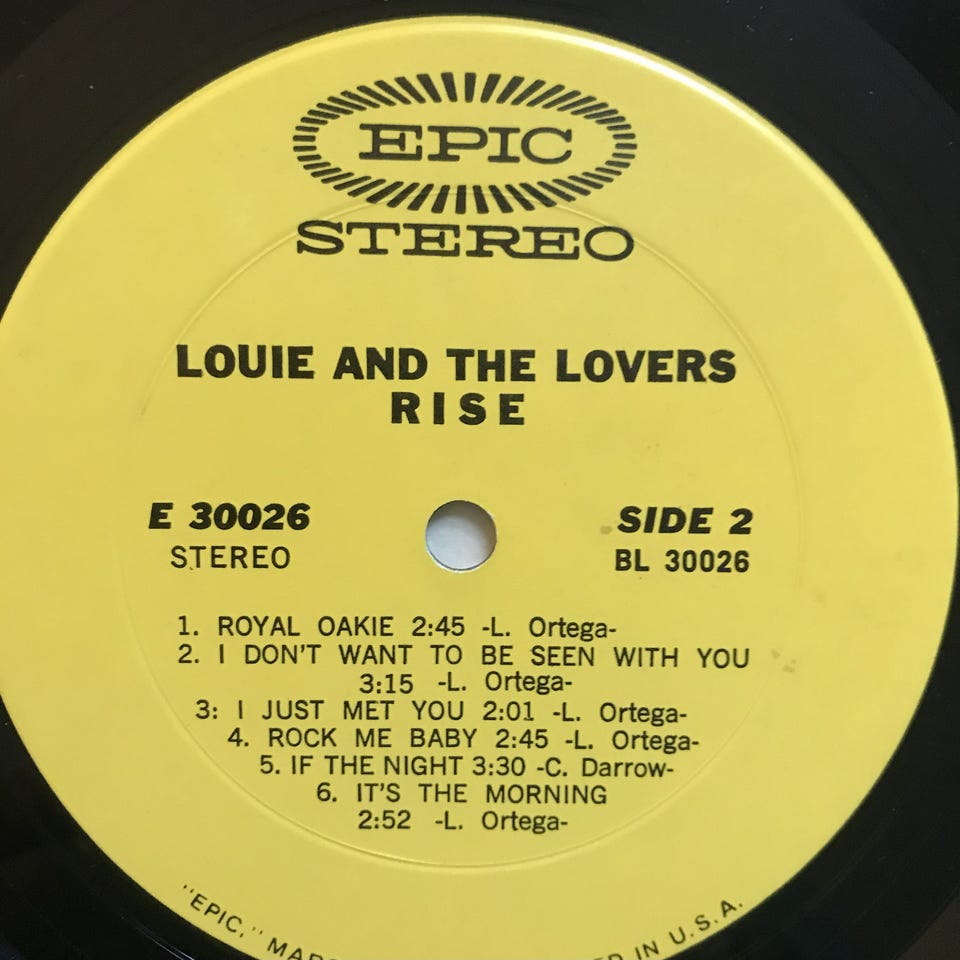 EPIC
STEREO
LOUIE AND THE LOVERS
RISE
E 30026 SIDE 2
STEREO BL 30026
1. ROYAL OAKIE 2:45 -L. Ortega-
2. I DON'T WANT TO BE SEEN WITH YOU
3:15 -L. Ortega-
3: I JUST MET YOU 2:01 -L. Ortega-
4. ROCK ME BABY 2:45 -L. Ortega-
5. IF THE NIGHT 3:30 -C. Darrow-
6. IT'S THE MORNING
2:52 -L. Ortega-
"EPIC," IN U.S.A.